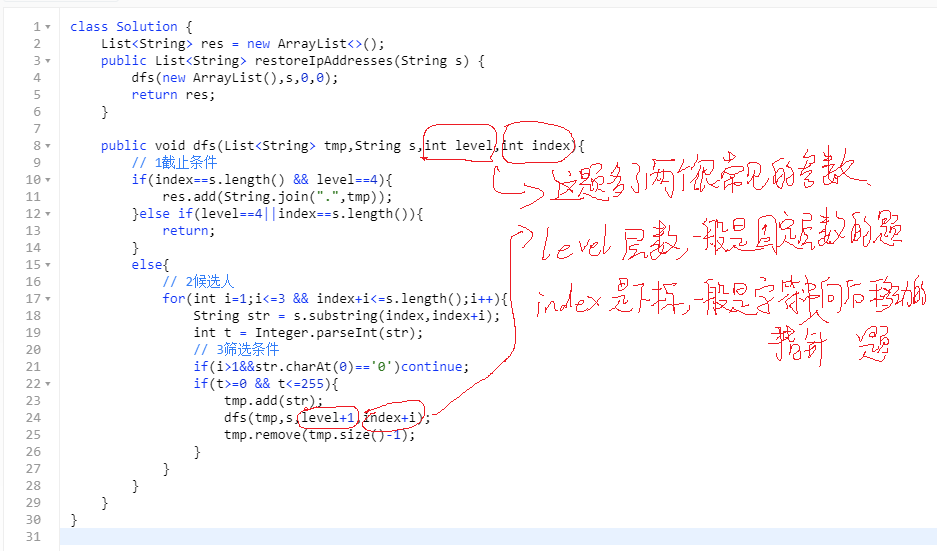 1 class Solution {
2 List<String> res = new ArrayList<>();
3 public List<String> restoreIpAddresses(String s) {
4 dfs(new ArrayList(),s,0,0);
5 return res;
6 }
7
8 public void dfs(List<String> tmp,String s,int level,int index){
9 // 1截止条件
10 if(index==s.length() && level==4){
11 res.add(String.join(".",tmp));
12 }else if(level==4||index==s.length()){
13 return;
14 }
15 else{
16 // 2候选人
17 for(int i=1;i<=3 && index+i<=s.length();i++){
18 String str = s.substring(index,index+i);
19 int t = Integer.parseInt(str);
20 // 3筛选条件
21 if(i>1&&str.charAt(0)=='0')continue;
22 if(t>=0 && t<=255){
23 tmp.add(str);
24 dfs(tmp,s,level+1,index+i);
25 tmp.remove(tmp.size()-1);
26 }
27 }
28 }
29 }
30 }
31
这题多了两个很常见的参数、
level 层数,一般是固定层数的题
index 是下标,一般是字符串向后移动的
指针 题